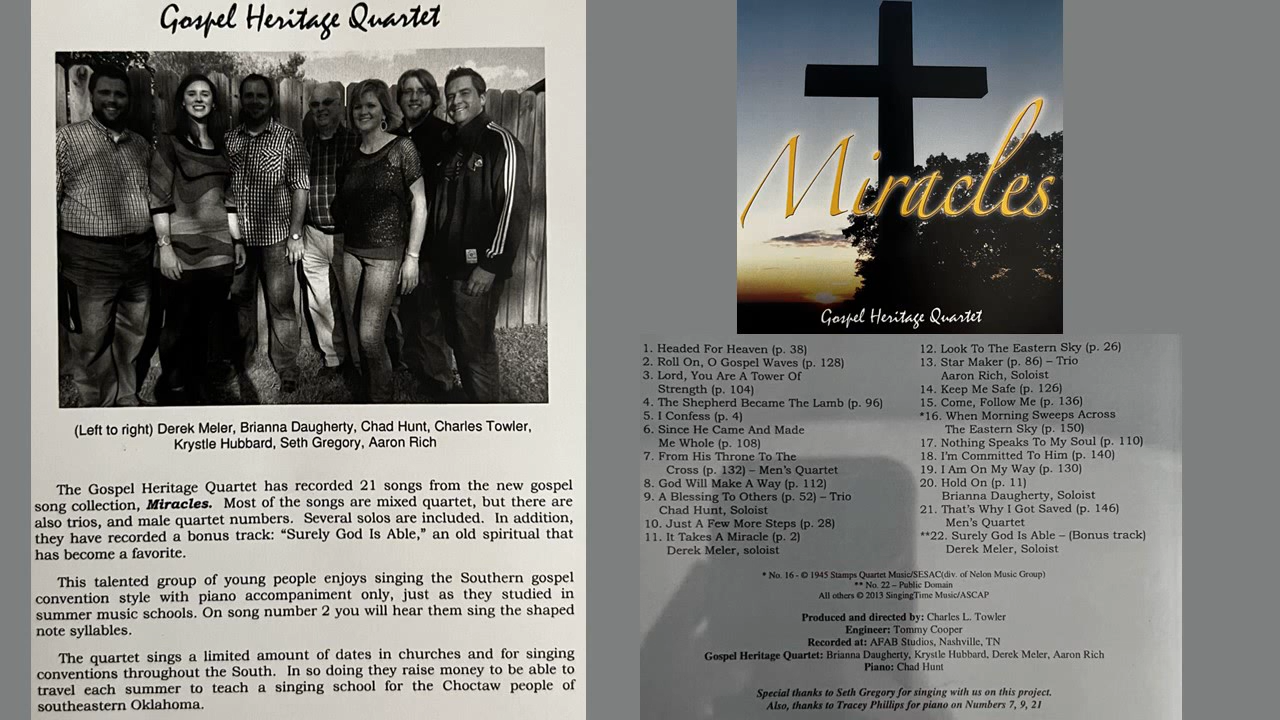 Gospel Heritage Quartet
(Left to right) Derek Meler, Brianna Daugherty, Chad Hunt, Charles Towler,
Krystle Hubbard, Seth Gregory, Aaron Rich
The Gospel Heritage Quartet has recorded 21 songs from the new gospel
song collection, Miracles. Most of the songs are mixed quartet, but there are
also trios, and male quartet numbers. Several solos are included. In addition,
they have recorded a bonus track: “Surely God Is Able,” an old spiritual that
has become a favorite.
This talented group of young people enjoys singing the Southern gospel
convention style with piano accompaniment only, just as they studied in
summer music schools. On song number 2 you will hear them sing the shaped
note syllables.
The quartet sings a limited amount of dates in churches and for singing
conventions throughout the South. In so doing they raise money to be able to
travel each summer to teach a singing school for the Choctaw people of
southeastern Oklahoma.
Miracles
Gospel Heritage Quartet
1. Headed For Heaven (p. 38)
2. Roll On, O Gospel Waves (p. 128)
3. Lord, You Are A Tower Of
Strength (p. 104)
4. The Shepherd Became The Lamb (p. 96)
5. I Confess (p. 4)
6. Since He Came And Made
Me Whole (p. 108)
7. From His Throne To The
Cross (p. 132) – Men's Quartet
8. God Will Make A Way (p. 112)
9. A Blessing To Others (p. 52) – Trio
Chad Hunt, Soloist
10. Just A Few More Steps (p. 28)
11. It Takes A Miracle (p. 2)
Derek Meler, soloist
12. Look To The Eastern Sky (p. 26)
13. Star Maker (p. 86) – Trio
Aaron Rich, Soloist
14. Keep Me Safe (p. 126)
15. Come, Follow Me (p. 136)
*16. When Morning Sweeps Across
The Eastern Sky (p. 150)
17. Nothing Speaks To My Soul (p. 110)
18. I'm Committed To Him (p. 140)
19. I Am On My Way (p. 130)
20. Hold On (p. 11)
Brianna Daugherty, Soloist
21. That's Why I Got Saved (p. 146)
Men's Quartet
**22. Surely God Is Able – (Bonus track)
Derek Meler, Soloist
* No. 16 - © 1945 Stamps Quartet Music/SESAC(div. of Nelon Music Group)
** No. 22 – Public Domain
All others © 2013 SingingTime Music/ASCAP
Produced and directed by: Charles L. Towler
Engineer: Tommy Cooper
Recorded at: AFAB Studios, Nashville, TN
Gospel Heritage Quartet: Brianna Daugherty, Krystle Hubbard, Derek Meler, Aaron Rich
Piano: Chad Hunt
Special thanks to Seth Gregory for singing with us on this project.
Also, thanks to Tracey Phillips for piano on Numbers 7, 9, 21